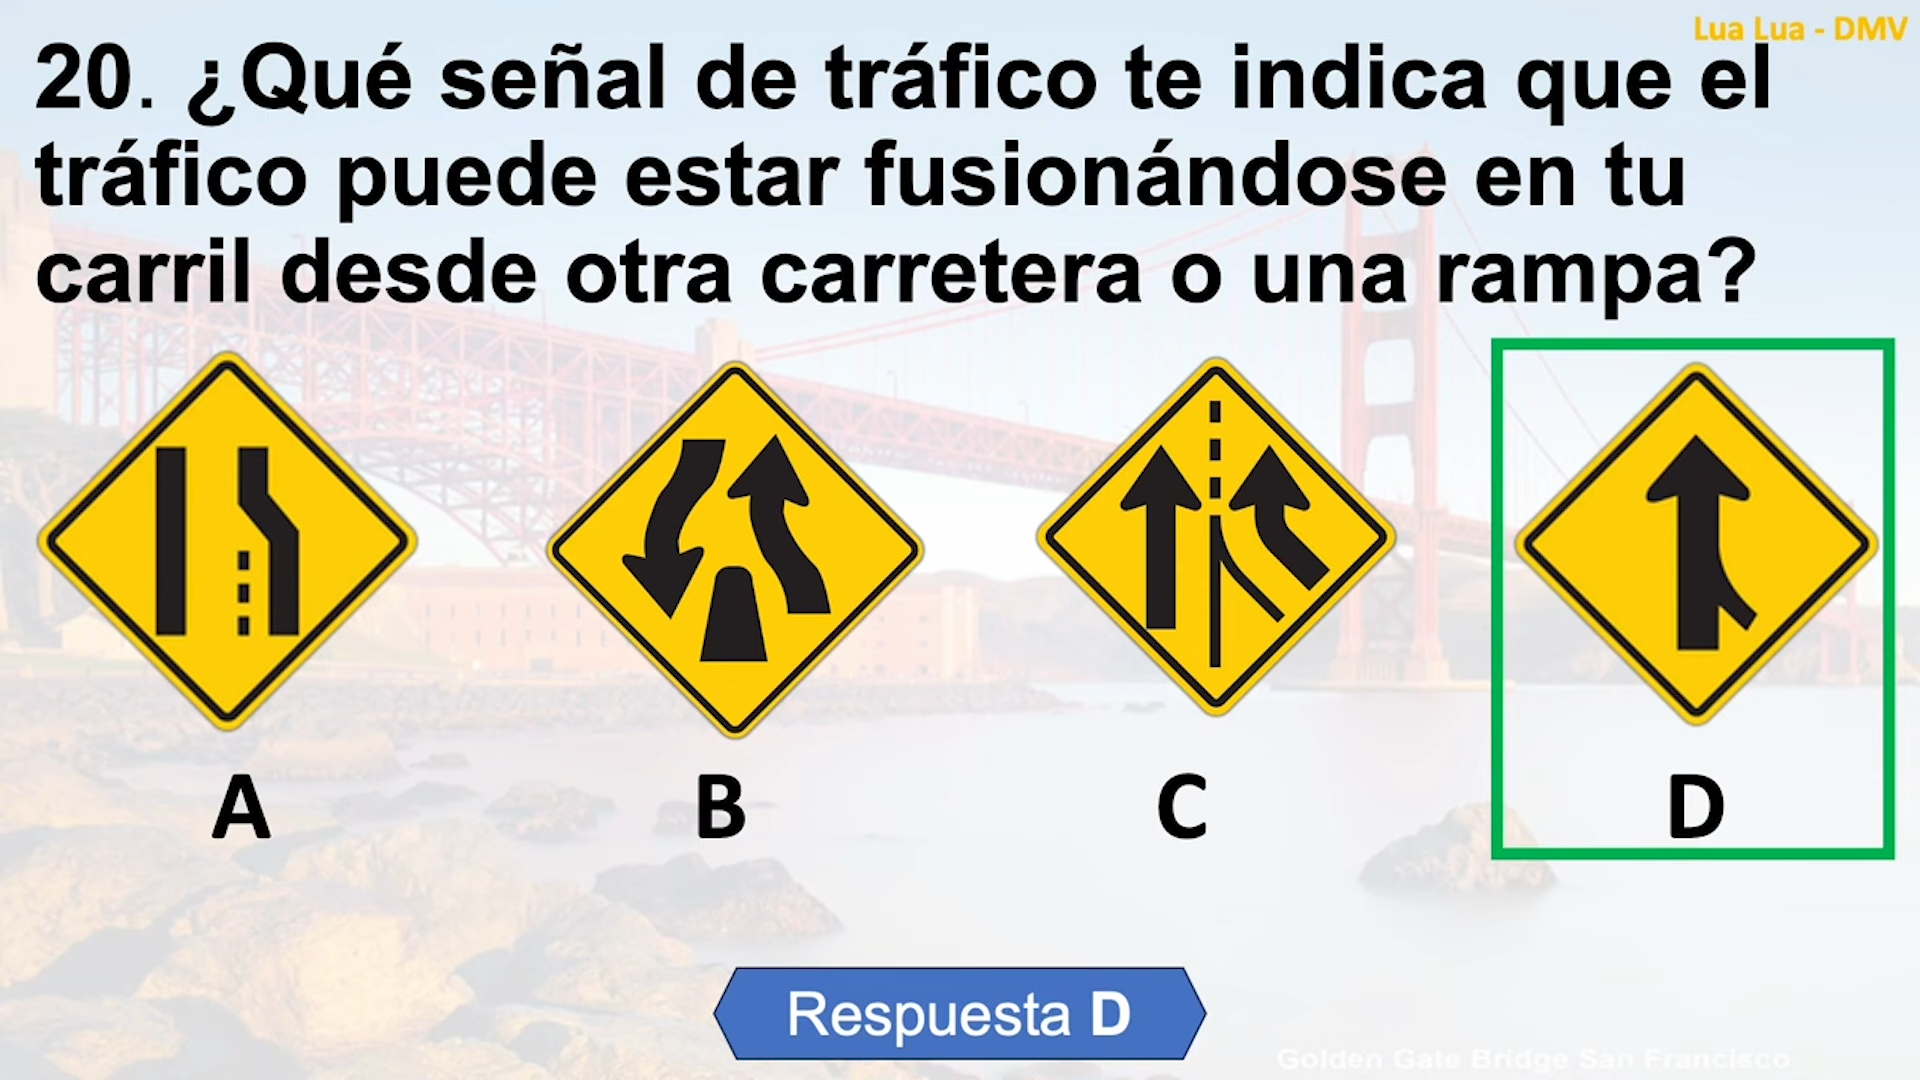 Lua Lua - DMV
20. ¿Qué señal de tráfico te indica que el
tráfico puede estar fusionándose en tu
carril desde otra carretera o una rampa?
A
B
C
D
Respuesta D
Golden Gate Bridge San Francisco